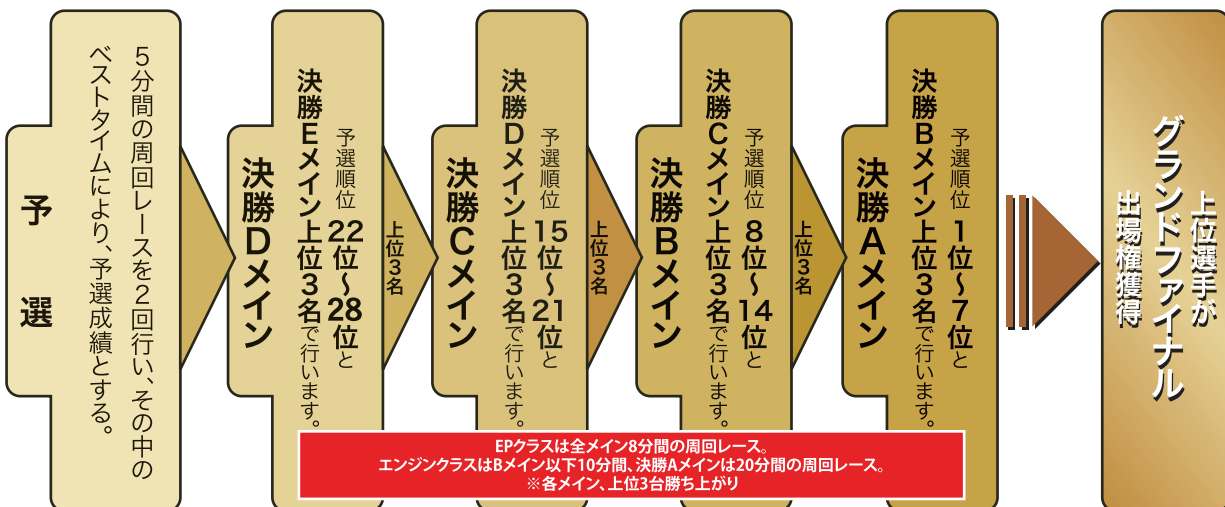 予選
5分間の周回レースを2回行い、その中の
ベストタイムにより、予選成績とする。
決勝Dメイン
予選順位22位～28位と
決勝Eメイン上位3名で行います。
上位3名
決勝Cメイン
予選順位15位～21位と
決勝Dメイン上位3名で行います。
上位3名
決勝Bメイン
予選順位8位～14位と
決勝Cメイン上位3名で行います。
上位3名
決勝Aメイン
予選順位1位～7位と
決勝Bメイン上位3名で行います。
上位選手が
グランドファイナル
出場権獲得
EPクラスは全メイン8分間の周回レース。
エンジンクラスはBメイン以下10分間、決勝Aメインは20分間の周回レース。
※各メイン、上位3台勝ち上がり